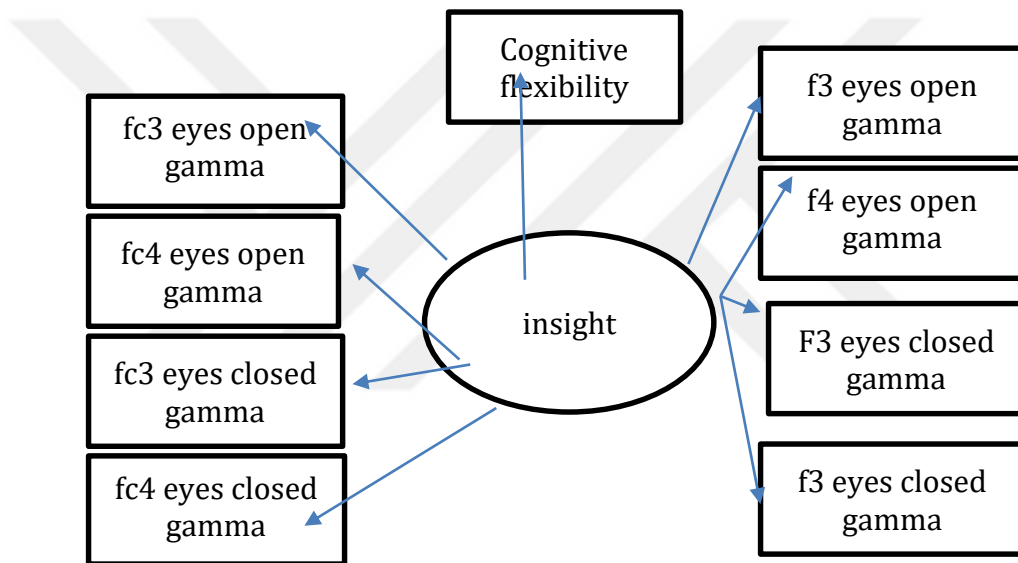 Cognitive
flexibility
fc3 eyes open
gamma
fc4 eyes open
gamma
fc3 eyes closed
gamma
fc4 eyes closed
gamma
insight
f3 eyes open
gamma
f4 eyes open
gamma
F3 eyes closed
gamma
f3 eyes closed
gamma